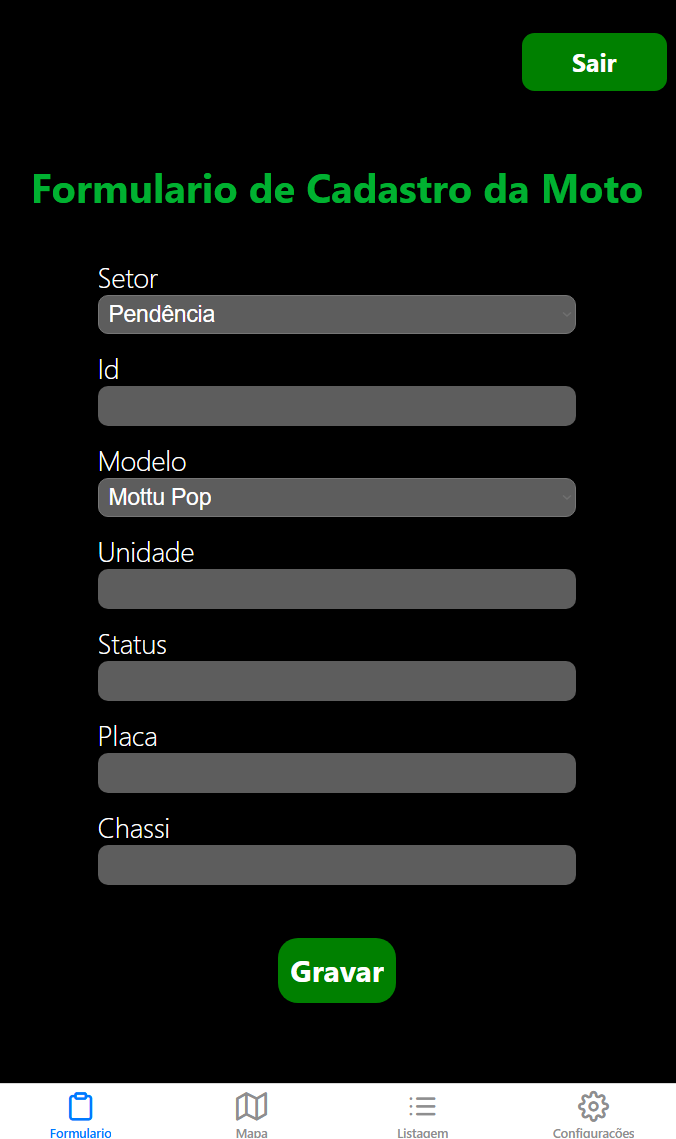 Sair
Formulario de Cadastro da Moto
Setor
Pendência
Id
Modelo
Mottu Pop
Unidade
Status
Placa
Chassi
Gravar
Formulario
Mapa
Listagem
Configurações